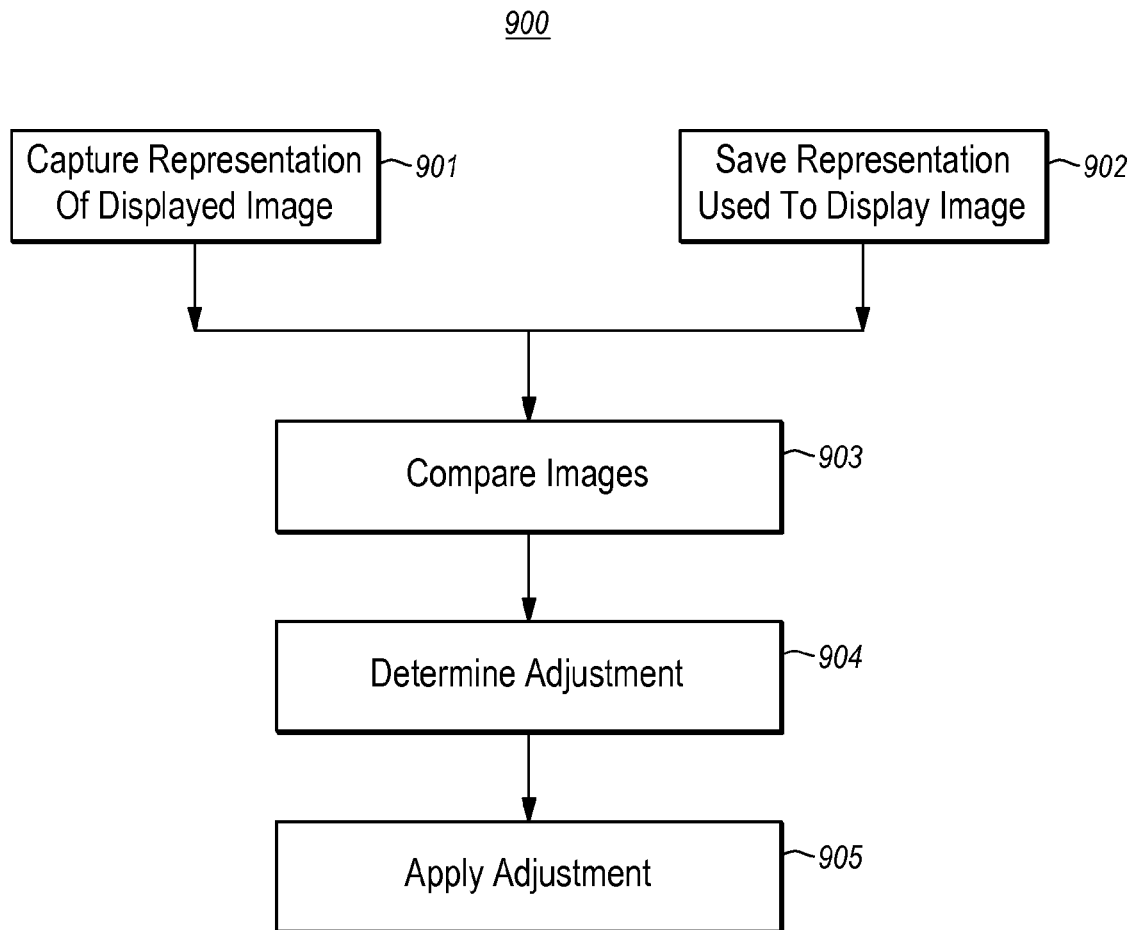 900
Capture Representation
Of Displayed Image
901
Save Representation
Used To Display Image
902
Compare Images
903
Determine Adjustment
904
Apply Adjustment
905